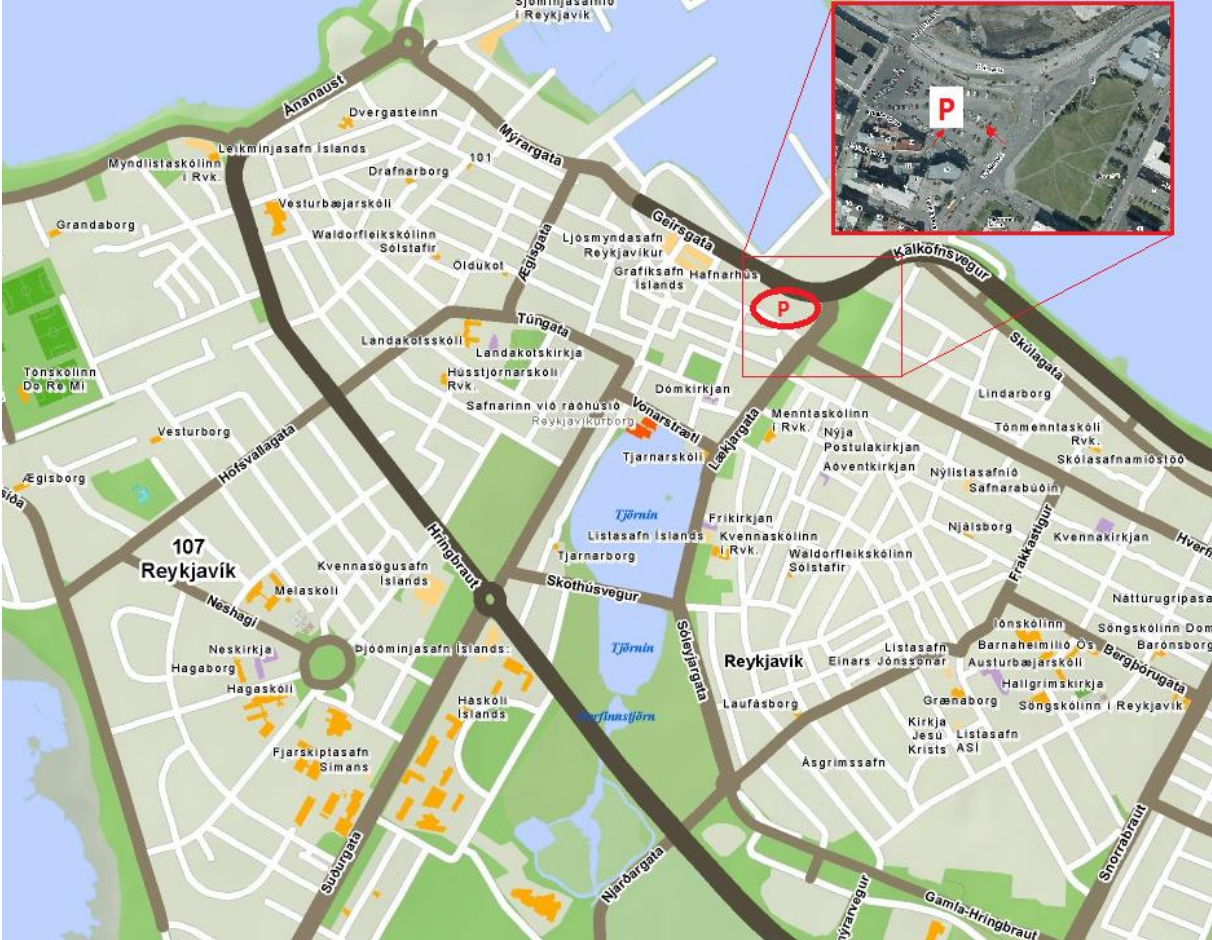 Sjóminjasafnið
í Reykjavík
P
Ánanaust
Dvergasteinn
Mýrargata
Leikminjasafn Íslands
Myndlistaskólinn
í Rvk.
101
Drafnarborg
Vesturbæjarskóli
Grandaborg
Geirsgata
Kalkofnsvegur
Waldorfleikskólinn
Sólstafir
Ljósmyndasafn
Reykjavíkur
Öldukot
Ægisgata
Grafiksafn
Íslands
Hafnarhús
P
Túngata
Landakotsskóli
Landakotskirkja
Skúlagata
Tónskólinn
Do Re Mi
Hússtjórnarskóli
Rvk.
Dómkirkjan
Lindarborg
Safnarinn við ráðhúsið
Reykjavíkurborg
Vonarstræti
Menntaskólinn
í Rvk.
Nýja
Postulakirkjan
Tónmenntaskóli
Rvk.
Vesturborg
Hofsvallagata
Tjarnarskóli
Lækjargata
Aðventkirkjan
Skólasafnamiðstöð
Nýlistasafnið
Safnarabúðin
Ægisborg
síða
Tjörnin
Fríkirkjan
Listasafn Íslands
Kvennaskólinn
í Rvk.
Njálsborg
Frakkastígur
Kvennakirkjan
Hverfi
107
Reykjavík
Hringbraut
Tjarnarborg
Waldorfleikskólinn
Sólstafir
Kvennasögusafn
Íslands
Skothúsvegur
Melaskóli
Neshagi
Náttúrugripasa
Iðnskólinn
Söngskólinn Dom
Sóleyjargata
Neskirkja
Þjóðminjasafn Íslands:
Tjörnin
Reykjavík
Listasafn
Einars Jónssonar
Barnaheimilið Ós
Barónsborg
Hagaborg
Austurbæjarskóli
Bergþórugata
Hagaskóli
Háskóli
Íslands
Hallgrímskirkja
Laufásborg
Grænaborg
Söngskólinn í Reykjavík
Þorfinnstjörn
Kirkja
Jesú
Krists
Listasafn
ASÍ
Fjarskiptasafn
Símans
Ásgrímssafn
Suðurgata
Njarðargata
Snorrabraut
Gamla-Hringbraut
mýrarvegur